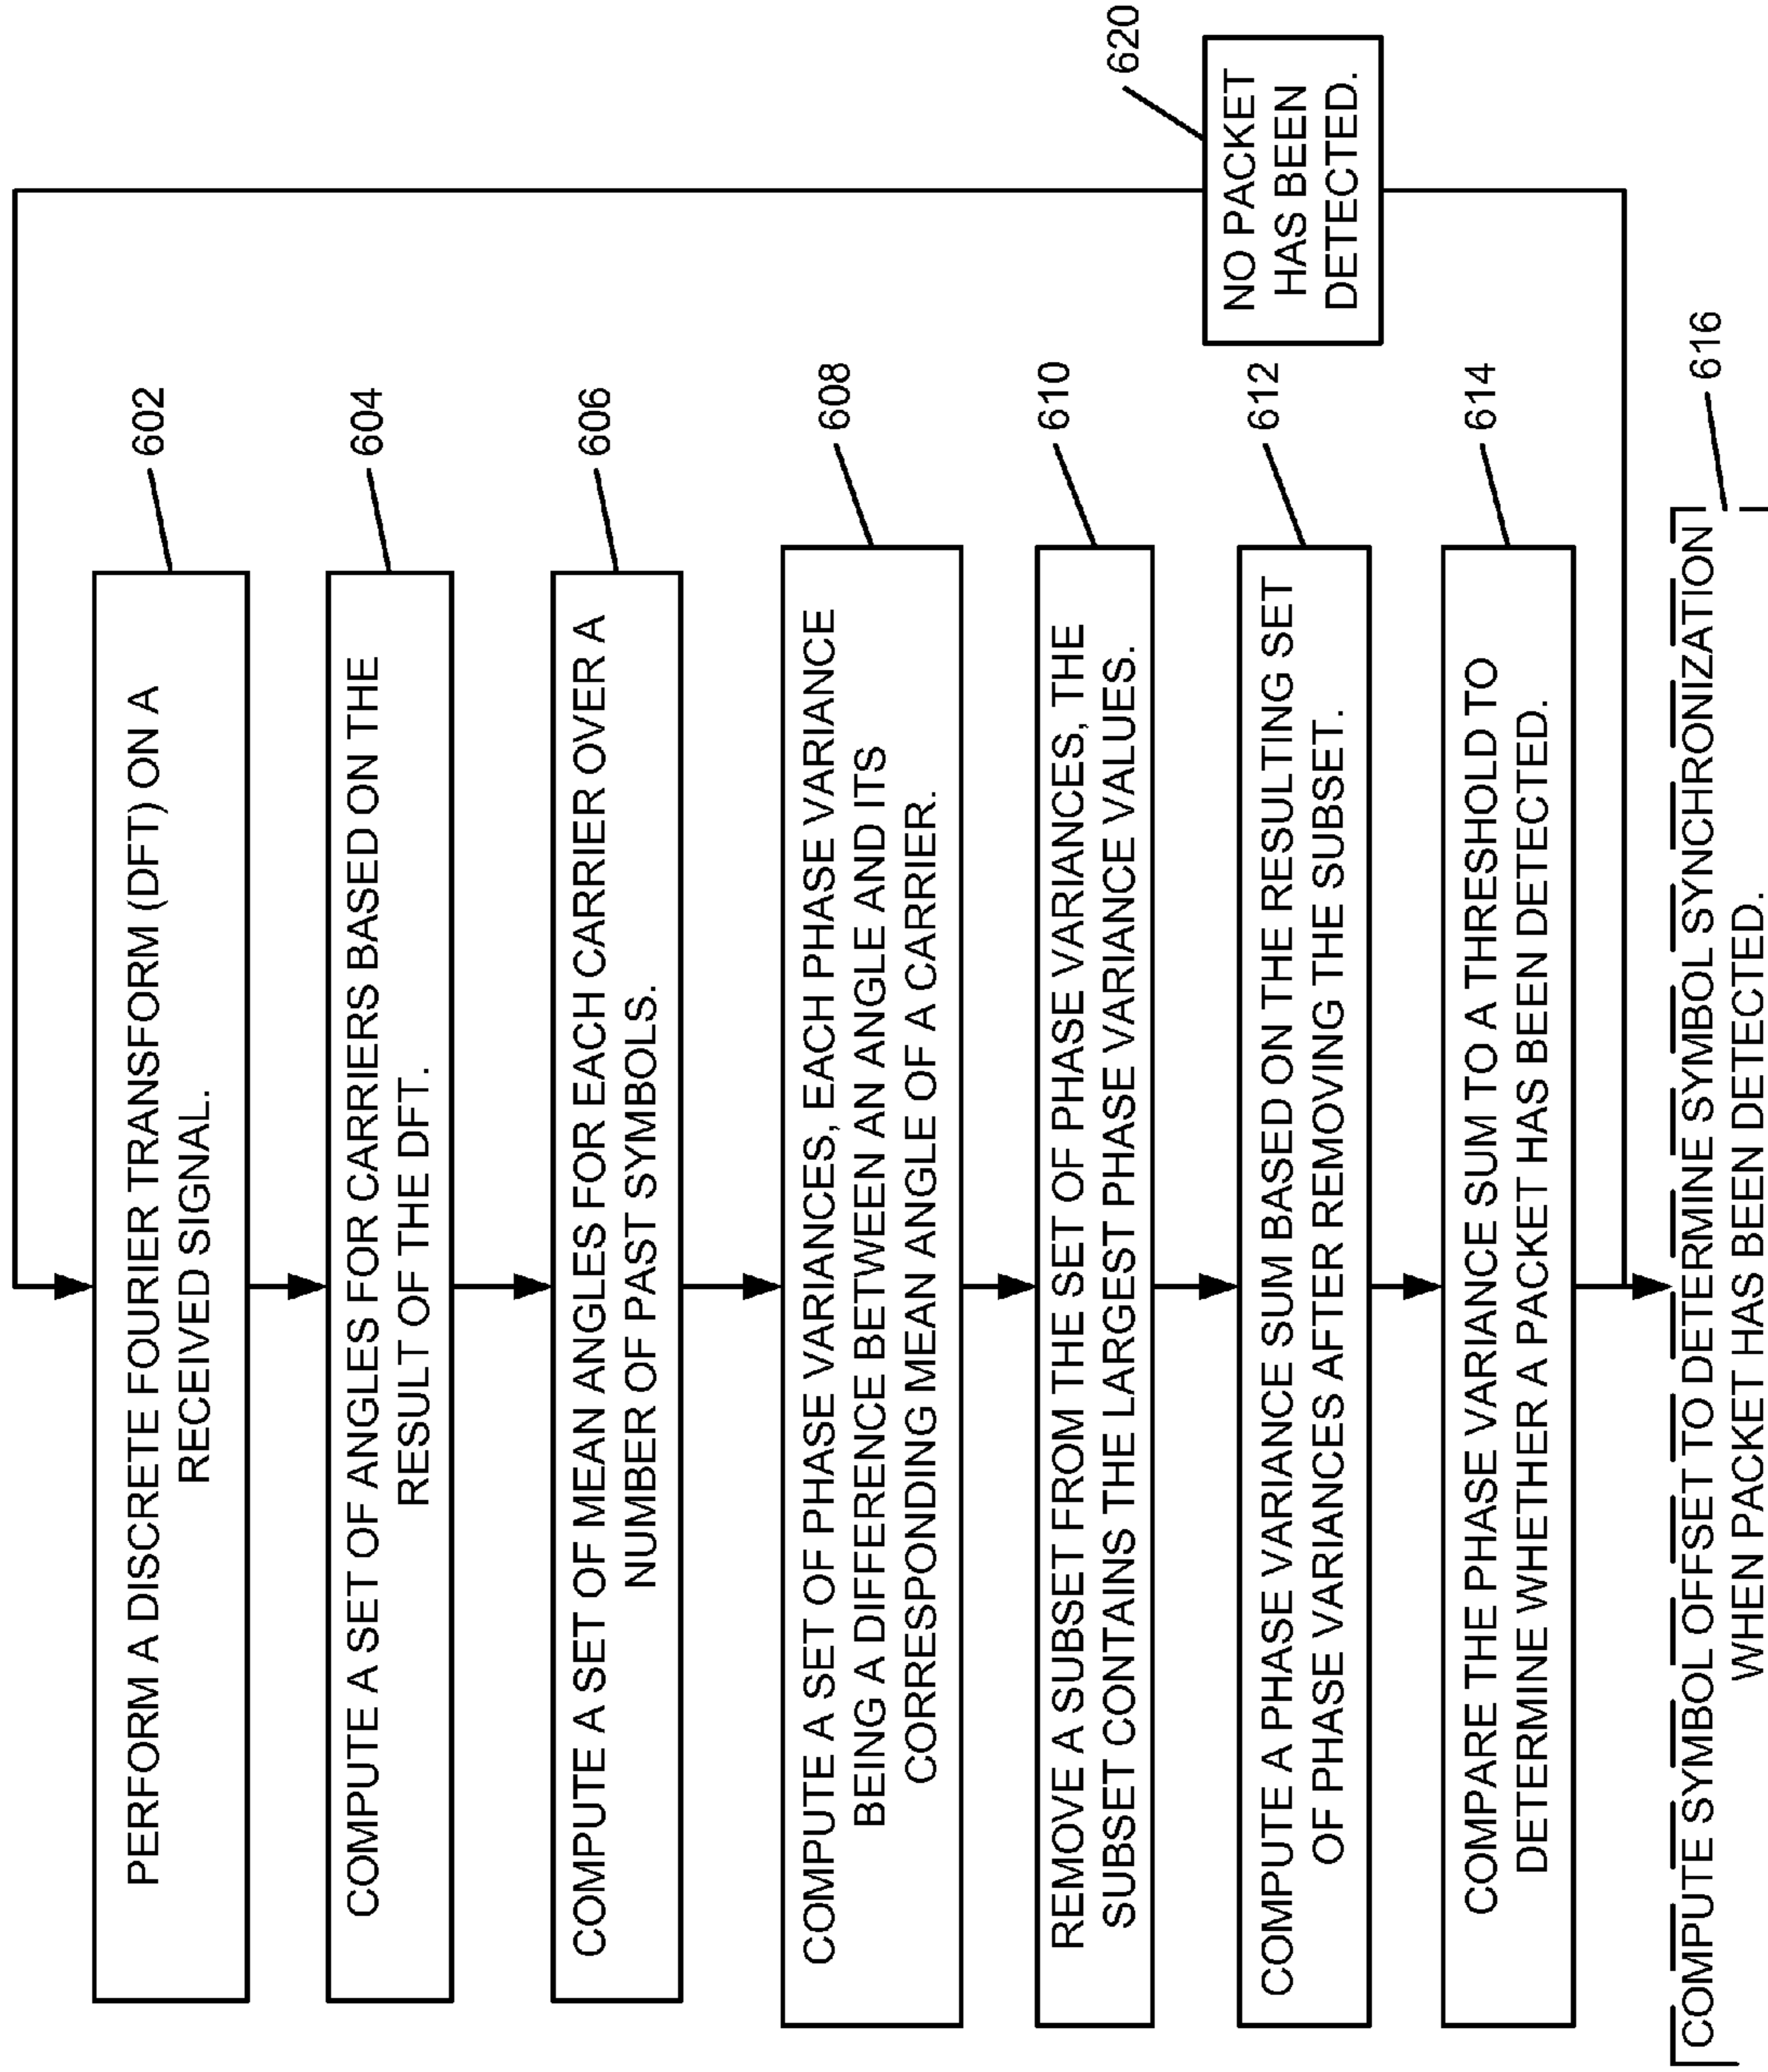 602
PERFORM A DISCRETE FOURIER TRANSFORM (DFT) ON A
RECEIVED SIGNAL.
604
COMPUTE A SET OF ANGLES FOR CARRIERS BASED ON THE
RESULT OF THE DFT.
606
COMPUTE A SET OF MEAN ANGLES FOR EACH CARRIER OVER A
NUMBER OF PAST SYMBOLS.
608
COMPUTE A SET OF PHASE VARIANCES, EACH PHASE VARIANCE
BEING A DIFFERENCE BETWEEN AN ANGLE AND ITS
CORRESPONDING MEAN ANGLE OF A CARRIER.
610
REMOVE A SUBSET FROM THE SET OF PHASE VARIANCES, THE
SUBSET CONTAINS THE LARGEST PHASE VARIANCE VALUES.
612
COMPUTE A PHASE VARIANCE SUM BASED ON THE RESULTING SET
OF PHASE VARIANCES AFTER REMOVING THE SUBSET.
614
COMPARE THE PHASE VARIANCE SUM TO A THRESHOLD TO
DETERMINE WHETHER A PACKET HAS BEEN DETECTED.
620
NO PACKET
HAS BEEN
DETECTED.
616
COMPUTE SYMBOL OFFSET TO DETERMINE SYMBOL SYNCHRONIZATION
WHEN PACKET HAS BEEN DETECTED.